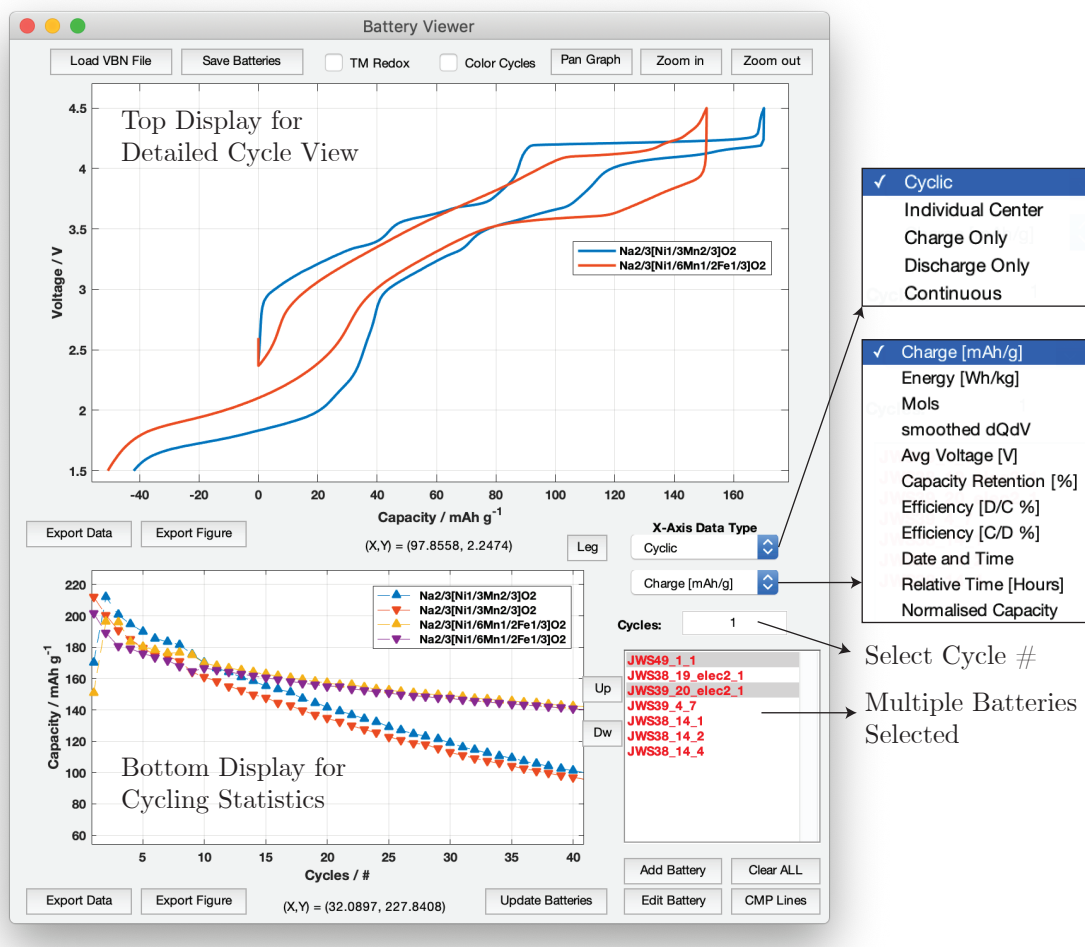 Battery Viewer
Load VBN File
Save Batteries
TM Redox
Color Cycles
Pan Graph
Zoom in
Zoom out
Top Display for
Detailed Cycle View
4.5
4
3.5
3
2.5
2
1.5
Voltage / V
Na2/3[Ni1/3Mn2/3]O2
Na2/3[Ni1/6Mn1/2Fe1/3]O2
-40
-20
0
20
40
60
80
100
120
140
160
Capacity / mAh g-1
✓ Cyclic
Individual Center
Charge Only
Discharge Only
Continuous
✓ Charge [mAh/g]
Energy [Wh/kg]
Mols
smoothed dQdV
Avg Voltage [V]
Capacity Retention [%]
Efficiency [D/C %]
Efficiency [C/D %]
Date and Time
Relative Time [Hours]
Normalised Capacity
Export Data
Export Figure
(X,Y) = (97.8558, 2.2474)
Leg
X-Axis Data Type
Cyclic
Charge [mAh/g]
Cycles:
1
Select Cycle #
JWS49_1_1
JWS38_19_elec2_1
JWS39_20_elec2_1
JWS39_4_7
JWS38_14_1
JWS38_14_2
JWS38_14_4
Multiple Batteries
Selected
Up
Dw
220
200
180
160
140
120
100
80
60
Capacity / mAh g-1
Na2/3[Ni1/3Mn2/3]O2
Na2/3[Ni1/3Mn2/3]O2
Na2/3[Ni1/6Mn1/2Fe1/3]O2
Na2/3[Ni1/6Mn1/2Fe1/3]O2
Bottom Display for
Cycling Statistics
5
10
15
20
25
30
35
40
Cycles / #
Export Data
Export Figure
(X,Y) = (32.0897, 227.8408)
Update Batteries
Add Battery
Clear ALL
Edit Battery
CMP Lines